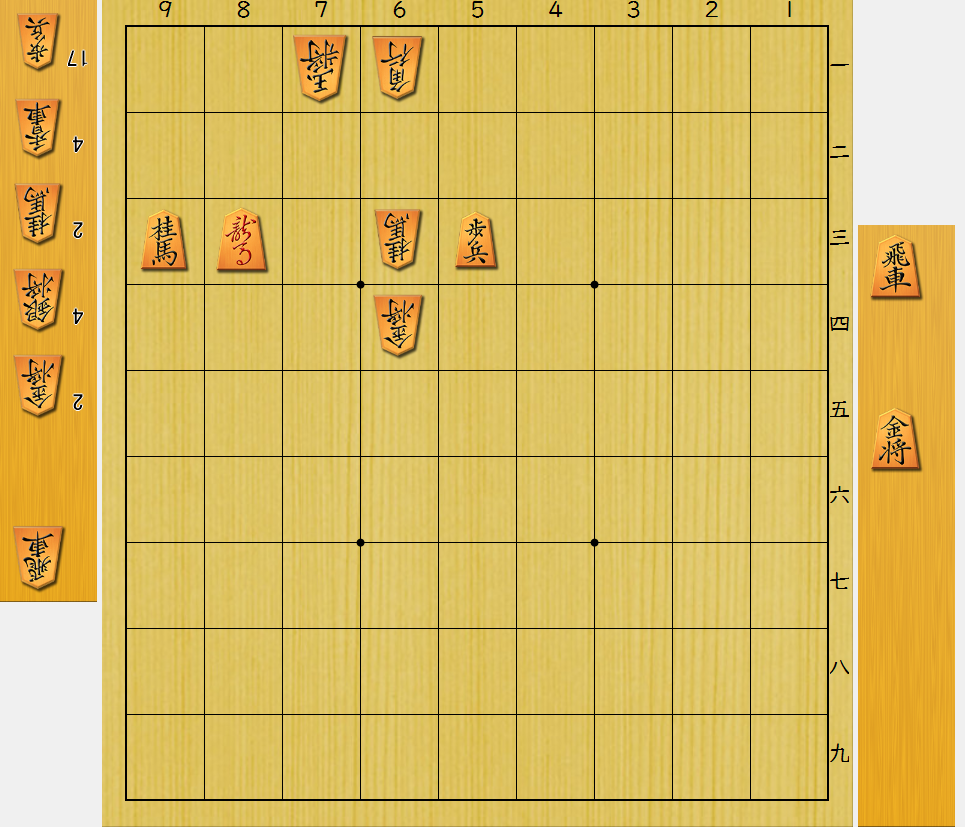 歩兵 17
香車 4
桂馬 2
銀将 4
金将 2
飛車
9 8 7 6 5 4 3 2 1
玉将 角行 一
二
桂馬 龍馬 桂馬 歩兵 三
金将 四
五
六
七
八
九
飛車
金将